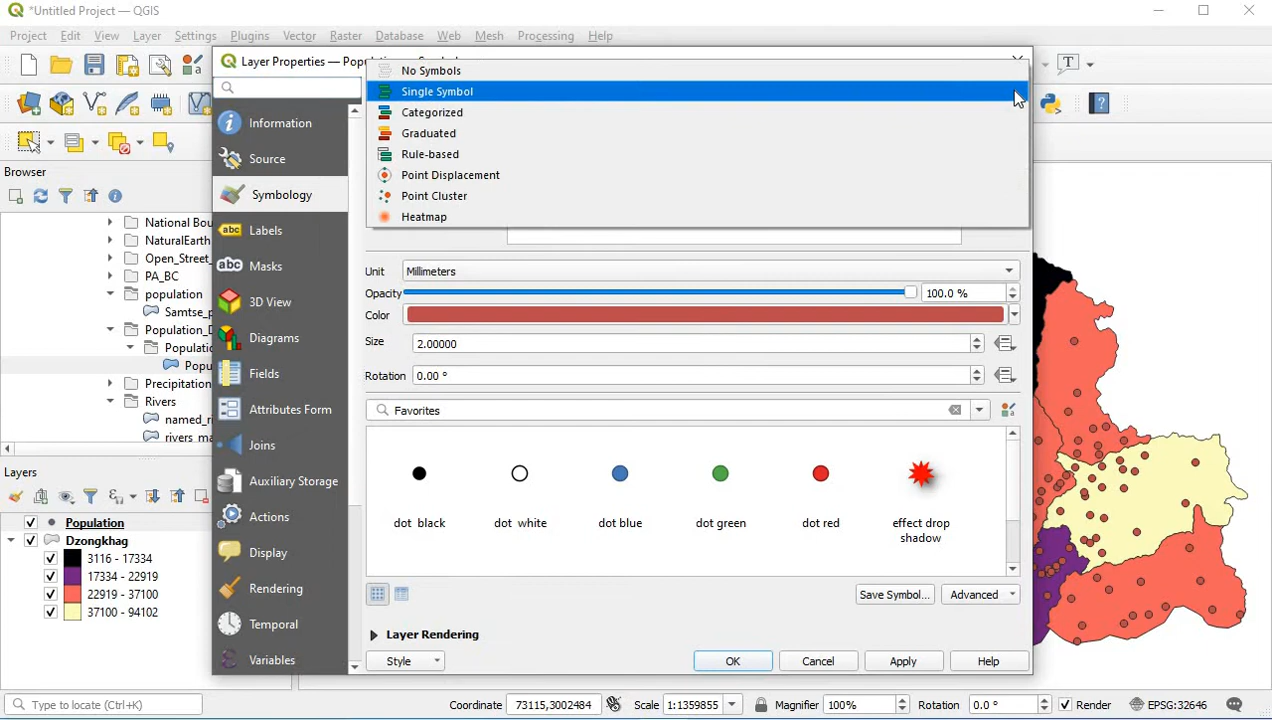 *Untitled Project — QGIS
Project Edit View Layer Settings Plugins Vector Raster Database Web Mesh Processing Help
Layer Properties — Population
No Symbols
Single Symbol
Categorized
Graduated
Rule-based
Point Displacement
Point Cluster
Heatmap
Information
Source
Symbology
Labels
Masks
3D View
Diagrams
Fields
Attributes Form
Joins
Auxiliary Storage
Actions
Display
Rendering
Temporal
Variables
Unit Millimeters
Opacity 100.0 %
Color
Size 2.00000
Rotation 0.00 °
Favorites
dot black
dot white
dot blue
dot green
dot red
effect drop
shadow
Save Symbol... Advanced
Layer Rendering
Style OK Cancel Apply Help
Browser
National Bou
NaturalEarth
Open_Street_
PA_BC
population
Samtse_p
Population_D
Populati
Popu
Precipitation
Rivers
named_ri
rivers_ma
Layers
Population
Dzongkhag
3116 - 17334
17334 - 22919
22919 - 37100
37100 - 94102
Type to locate (Ctrl+K) Coordinate 73115,3002484 Scale 1:1359855 Magnifier 100% Rotation 0.0 ° Render EPSG:32646